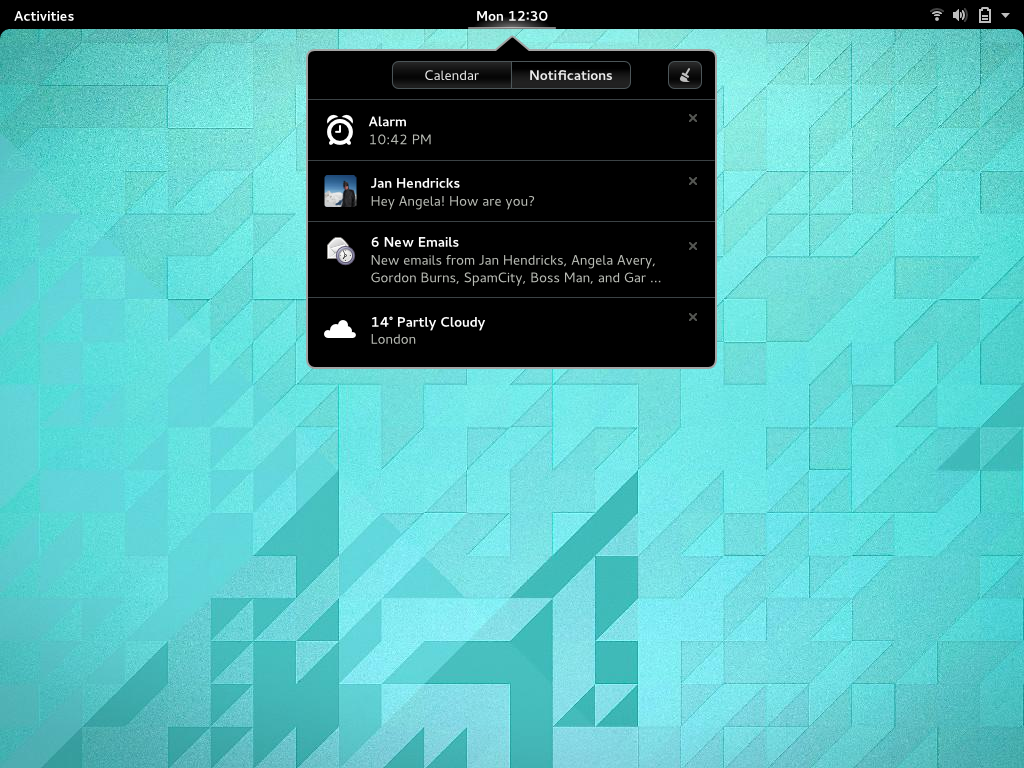 Activities
Mon 12:30
Calendar
Notifications
Alarm
10:42 PM
Jan Hendricks
Hey Angela! How are you?
6 New Emails
New emails from Jan Hendricks, Angela Avery,
Gordon Burns, SpamCity, Boss Man, and Gar ...
14° Partly Cloudy
London